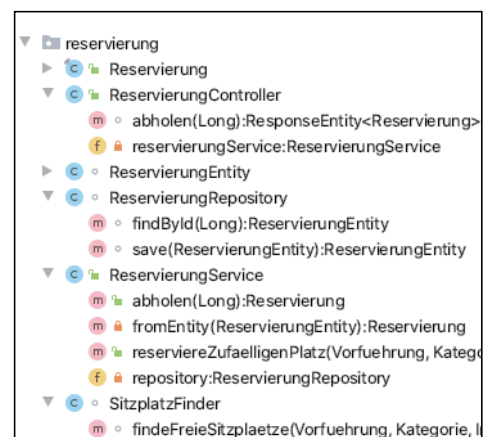 reservierung
C Reservierung
C ReservierungController
m abholen(Long):ResponseEntity<Reservierung>
f reservierungService:ReservierungService
C ReservierungEntity
C ReservierungRepository
m findById(Long):ReservierungEntity
m save(ReservierungEntity):ReservierungEntity
C ReservierungService
m abholen(Long):Reservierung
m fromEntity(ReservierungEntity):Reservierung
m reserviereZufaelligenPlatz(Vorfuehrung, Katego
f repository:ReservierungRepository
C SitzplatzFinder
m findeFreieSitzplaetze(Vorfuehrung, Kategorie, I